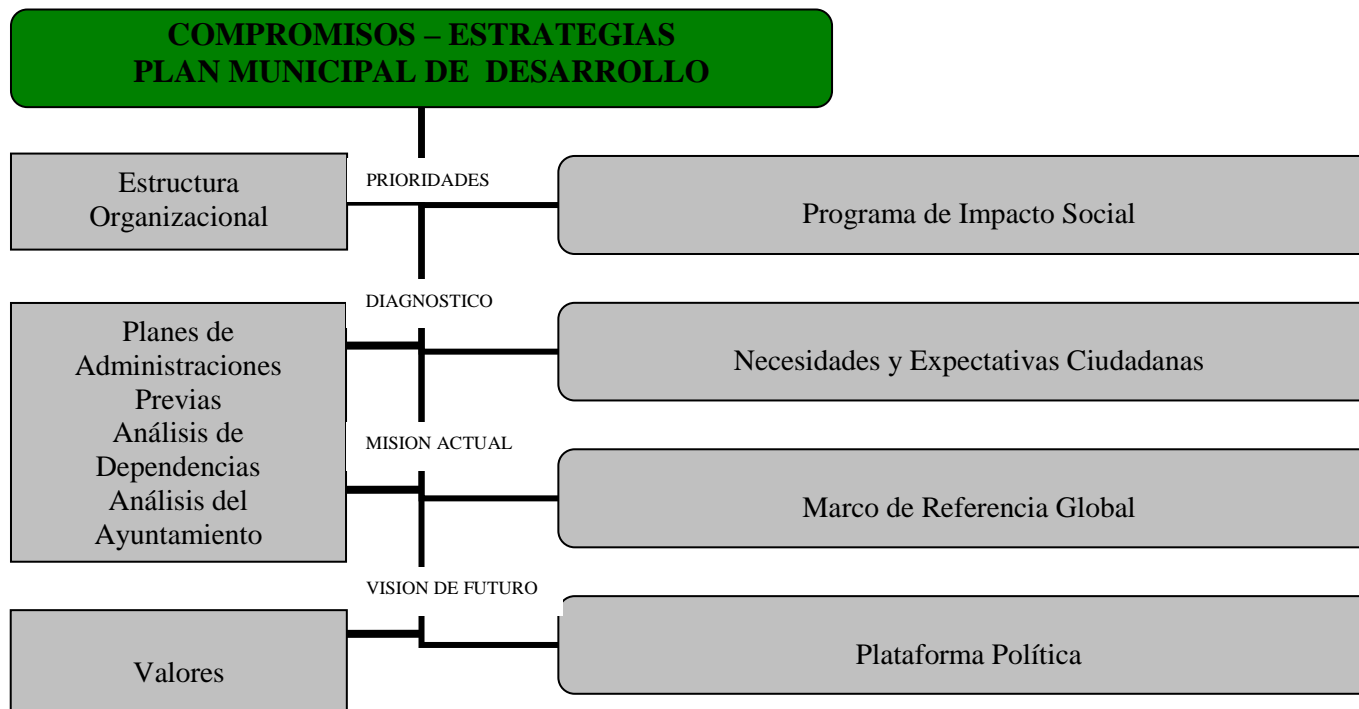 COMPROMISOS – ESTRATEGIAS
PLAN MUNICIPAL DE DESARROLLO
PRIORIDADES
Estructura
Organizacional
Programa de Impacto Social
DIAGNOSTICO
Planes de
Administraciones
Previas
Análisis de
Dependencias
Análisis del
Ayuntamiento
Necesidades y Expectativas Ciudadanas
MISION ACTUAL
Marco de Referencia Global
VISION DE FUTURO
Valores
Plataforma Política